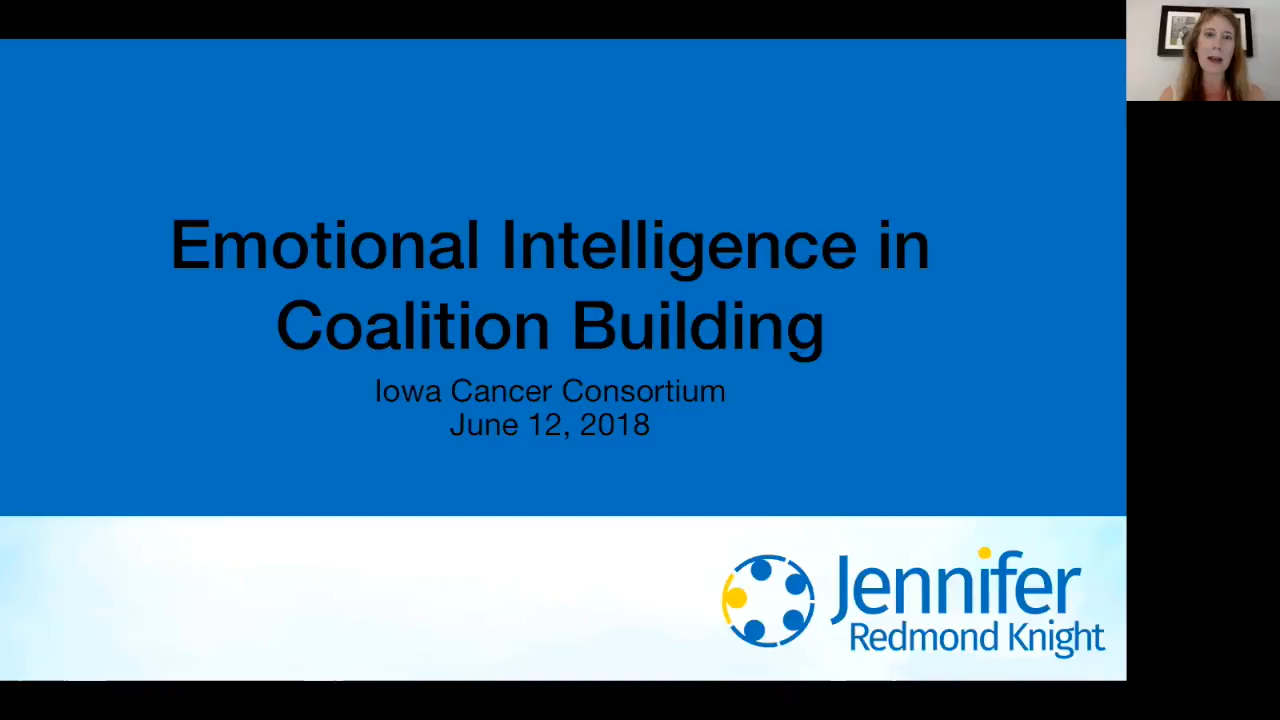 Emotional Intelligence in
Coalition Building
Iowa Cancer Consortium
June 12, 2018
Jennifer
Redmond Knight